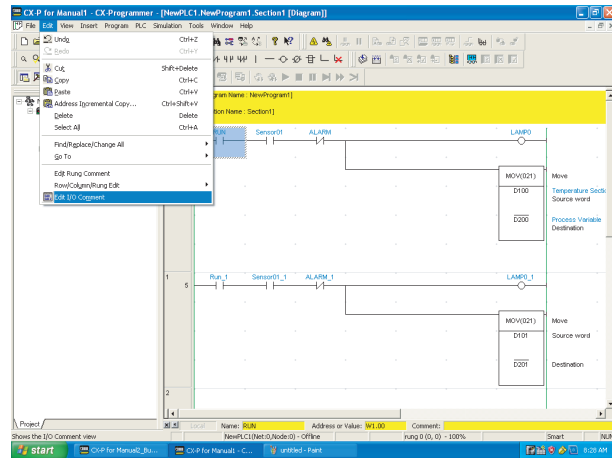 CX-P for Manual1 - CX-Programmer - [NewPLC1.NewProgram1.Section1 [Diagram]]
File Edit View Insert Program PLC Simulation Tools Window Help
Undo Ctrl+Z
Redo Ctrl+Y
Cut Shift+Delete
Copy Ctrl+C
Paste Ctrl+V
Address Incremental Copy... Ctrl+Shift+V
Delete Delete
Select All Ctrl+A
Find/Replace/Change All
Go To
Edit Rung Comment
Row/Column/Rung Edit
Edit I/O Comment
gram Name : NewProgram1]
tion Name : Section1]
RUN Sensor01 ALARM LAMP0
MOV(021) Move
D100 Temperature Sectio
Source word
D200 Process Variable
Destination
1
5
Run_1 Sensor01_1 ALARM_1 LAMP0_1
MOV(021) Move
D101 Source word
D201 Destination
2
Project
Local Name: RUN Address or Value: W1.00 Comment:
Shows the I/O Comment view NewPLC1(Net:0,Node:0) - Offline rung 0 (0, 0) - 100% Smart NUM
start CX-P for Manual2_Bu... CX-P for Manual1 - C... untitled - Paint 8:28 AM